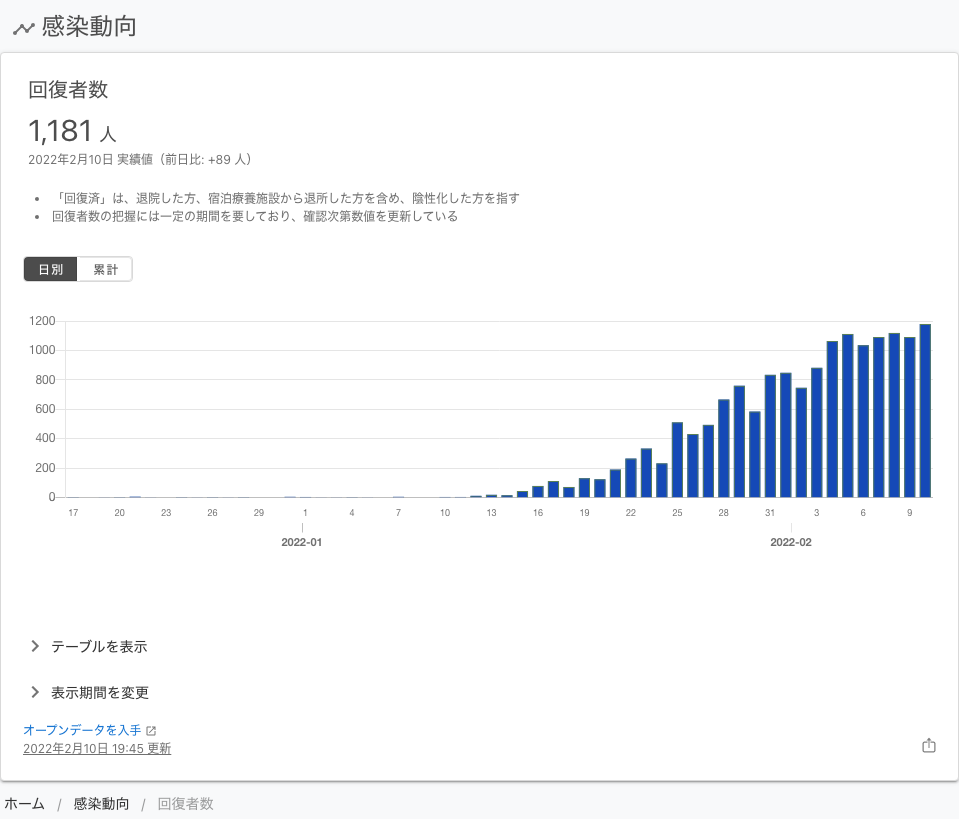 感染動向
回復者数
1,181 人
2022年2月10日 実績値（前日比: +89 人）
• 「回復済」は、退院した方、宿泊療養施設から退所した方を含め、陰性化した方を指す
• 回復者数の把握には一定の期間を要しており、確認次第数値を更新している
日別 累計
1200
1000
800
600
400
200
0
17 20 23 26 29 1 4 7 10 13 16 19 22 25 28 31 3 6 9
2022-01 2022-02
テーブルを表示
表示期間を変更
オープンデータを入手
2022年2月10日 19:45 更新
ホーム / 感染動向 / 回復者数